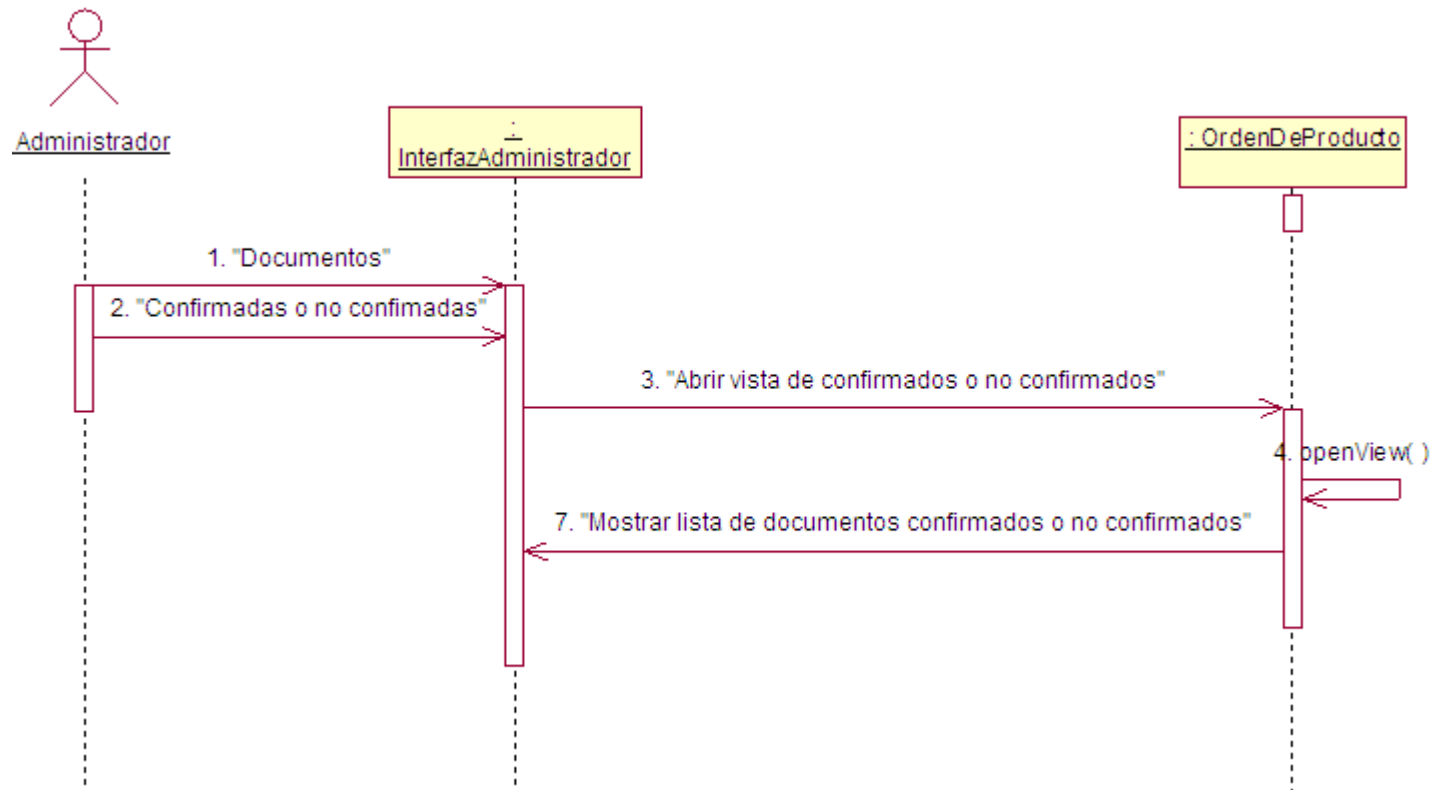 Administrador
:
InterfazAdministrador
: OrdenDeProducto
1. "Documentos"
2. "Confirmadas o no confimadas"
3. "Abrir vista de confirmados o no confirmados"
4. openView( )
7. "Mostrar lista de documentos confirmados o no confirmados"